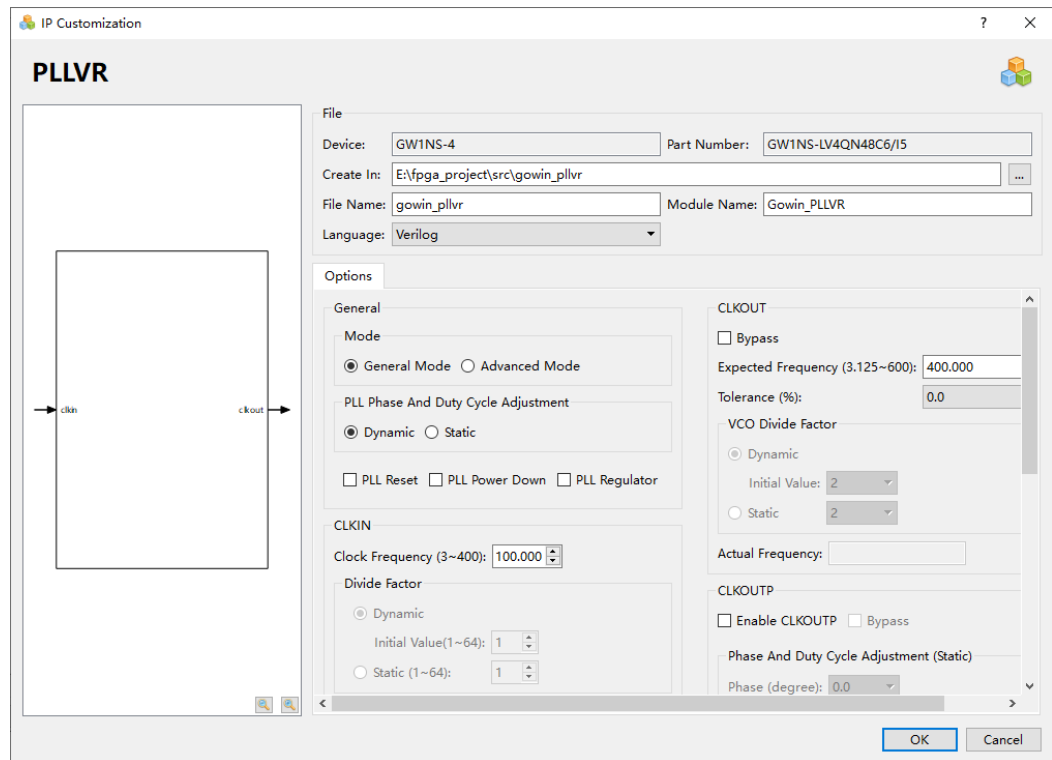 IP Customization
?
PLLVR
clkin
clkout
File
Device: GW1NS-4 Part Number: GW1NS-LV4QN48C6/I5
Create In: E:\fpga_project\src\gowin_pllvr ...
File Name: gowin_pllvr Module Name: Gowin_PLLVR
Language: Verilog
Options
General
Mode
General Mode Advanced Mode
PLL Phase And Duty Cycle Adjustment
Dynamic Static
PLL Reset PLL Power Down PLL Regulator
CLKIN
Clock Frequency (3~400): 100.000
Divide Factor
Dynamic
Initial Value(1~64): 1
Static (1~64): 1
CLKOUT
Bypass
Expected Frequency (3.125~600): 400.000
Tolerance (%): 0.0
VCO Divide Factor
Dynamic
Initial Value: 2
Static 2
Actual Frequency:
CLKOUTP
Enable CLKOUTP Bypass
Phase And Duty Cycle Adjustment (Static)
Phase (degree): 0.0
OK Cancel